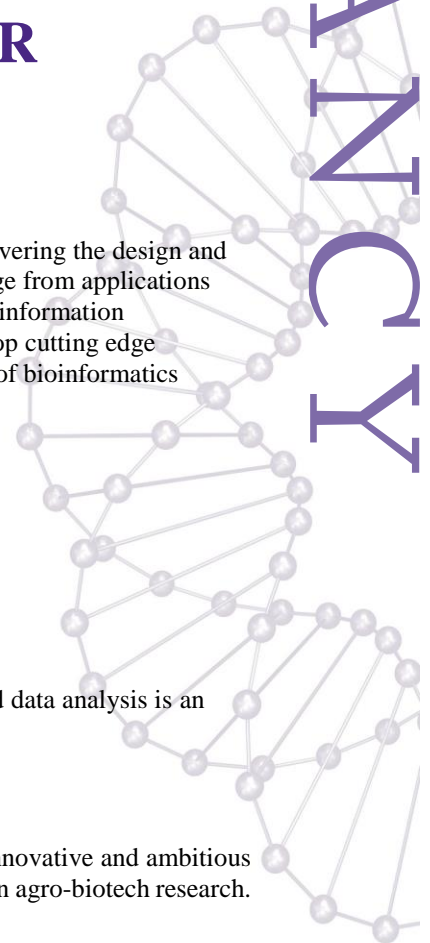 R
ANCY
vering the design and
ge from applications
information
op cutting edge
of bioinformatics
d data analysis is an
nnovative and ambitious
n agro-biotech research.